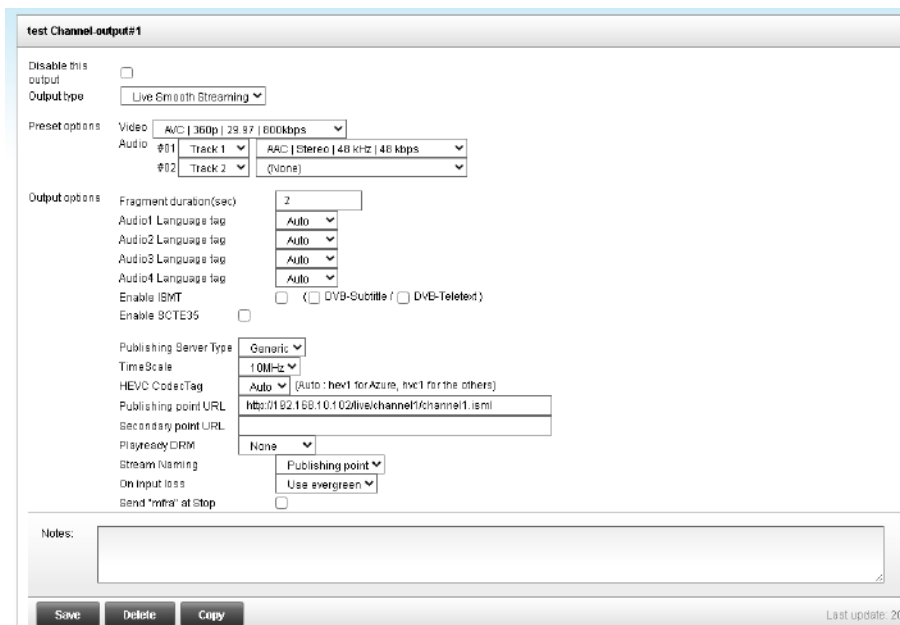 test Channel-output#1
Disable this output
Output type Live Smooth Streaming
Preset options Video AVC | 360p | 29.97 | 800kbps
Audio #01 Track 1 AAC | Stereo | 48 kHz | 48 kbps
#02 Track 2 (None)
Output options Fragment duration(sec) 2
Audio1 Language tag Auto
Audio2 Language tag Auto
Audio3 Language tag Auto
Audio4 Language tag Auto
Enable ISMT ( DVB-Subtitle / DVB-Teletext )
Enable SCTE35
Publishing Server Type Generic
TimeScale 10MHz
HEVC CodecTag Auto (Auto : hev1 for Azure, hvc1 for the others)
Publishing point URL http://192.168.10.102/live/channel1/channel1.isml
Secondary point URL
Playready DRM None
Stream Naming Publishing point
On input loss Use evergreen
Send "mfra" at Stop
Notes:
Save Delete Copy Last update: 20